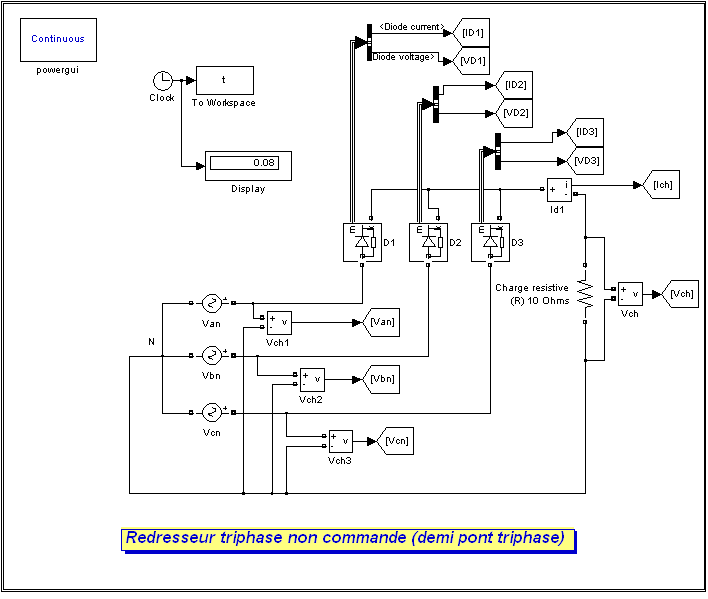 Continuous
powergui
Clock
t
To Workspace
0.08
Display
<Diode current>
[ID1]
Diode voltage>
[VD1]
[ID2]
[VD2]
[ID3]
[VD3]
m
D1
m
D2
m
D3
+
-
i
Id1
[Ich]
Charge resistive
(R) 10 Ohms
+
-
v
Vch
[Vch]
N
+
Van
+
-
v
Vch1
[Van]
+
Vbn
+
-
v
Vch2
[Vbn]
+
Vcn
+
-
v
Vch3
[Vcn]
Redresseur triphase non commande (demi pont triphase)